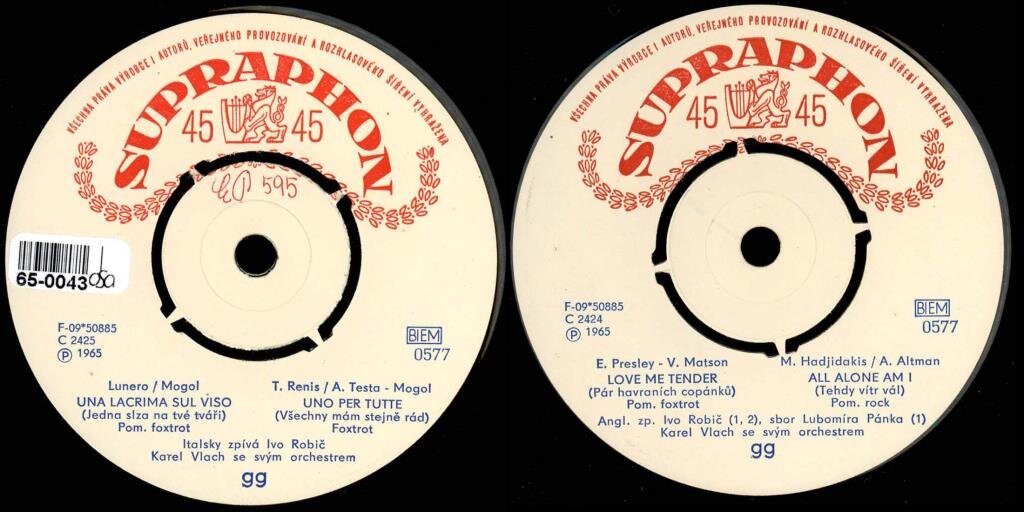 VŠECHNA PRÁVA VÝROBCE I AUTORŮ, VEŘEJNÉHO PROVOZOVÁNÍ A ROZHLASOVÉHO ŠÍŘENÍ VYHRAŽENA
SUPRAPHON
45 45
EP 595
65-0043
F-09*50885
C 2425
Ⓟ 1965
BIEM
0577
Lunero / Mogol
UNA LACRIMA SUL VISO
(Jedna slza na tvé tváři)
Pom. foxtrot
T. Renis / A. Testa - Mogol
UNO PER TUTTE
(Všechny mám stejně rád)
Foxtrot
Italsky zpívá Ivo Robič
Karel Vlach se svým orchestrem
gg
VŠECHNA PRÁVA VÝROBCE I AUTORŮ, VEŘEJNÉHO PROVOZOVÁNÍ A ROZHLASOVÉHO ŠÍŘENÍ VYHRAŽENA
SUPRAPHON
45 45
F-09*50885
C 2424
Ⓟ 1965
BIEM
0577
E. Presley - V. Matson
LOVE ME TENDER
(Pár havraních copánků)
Pom. foxtrot
M. Hadjidakis / A. Altman
ALL ALONE AM I
(Tehdy vítr vál)
Pom. rock
Angl. zp. Ivo Robič (1, 2), sbor Lubomíra Pánka (1)
Karel Vlach se svým orchestrem
gg